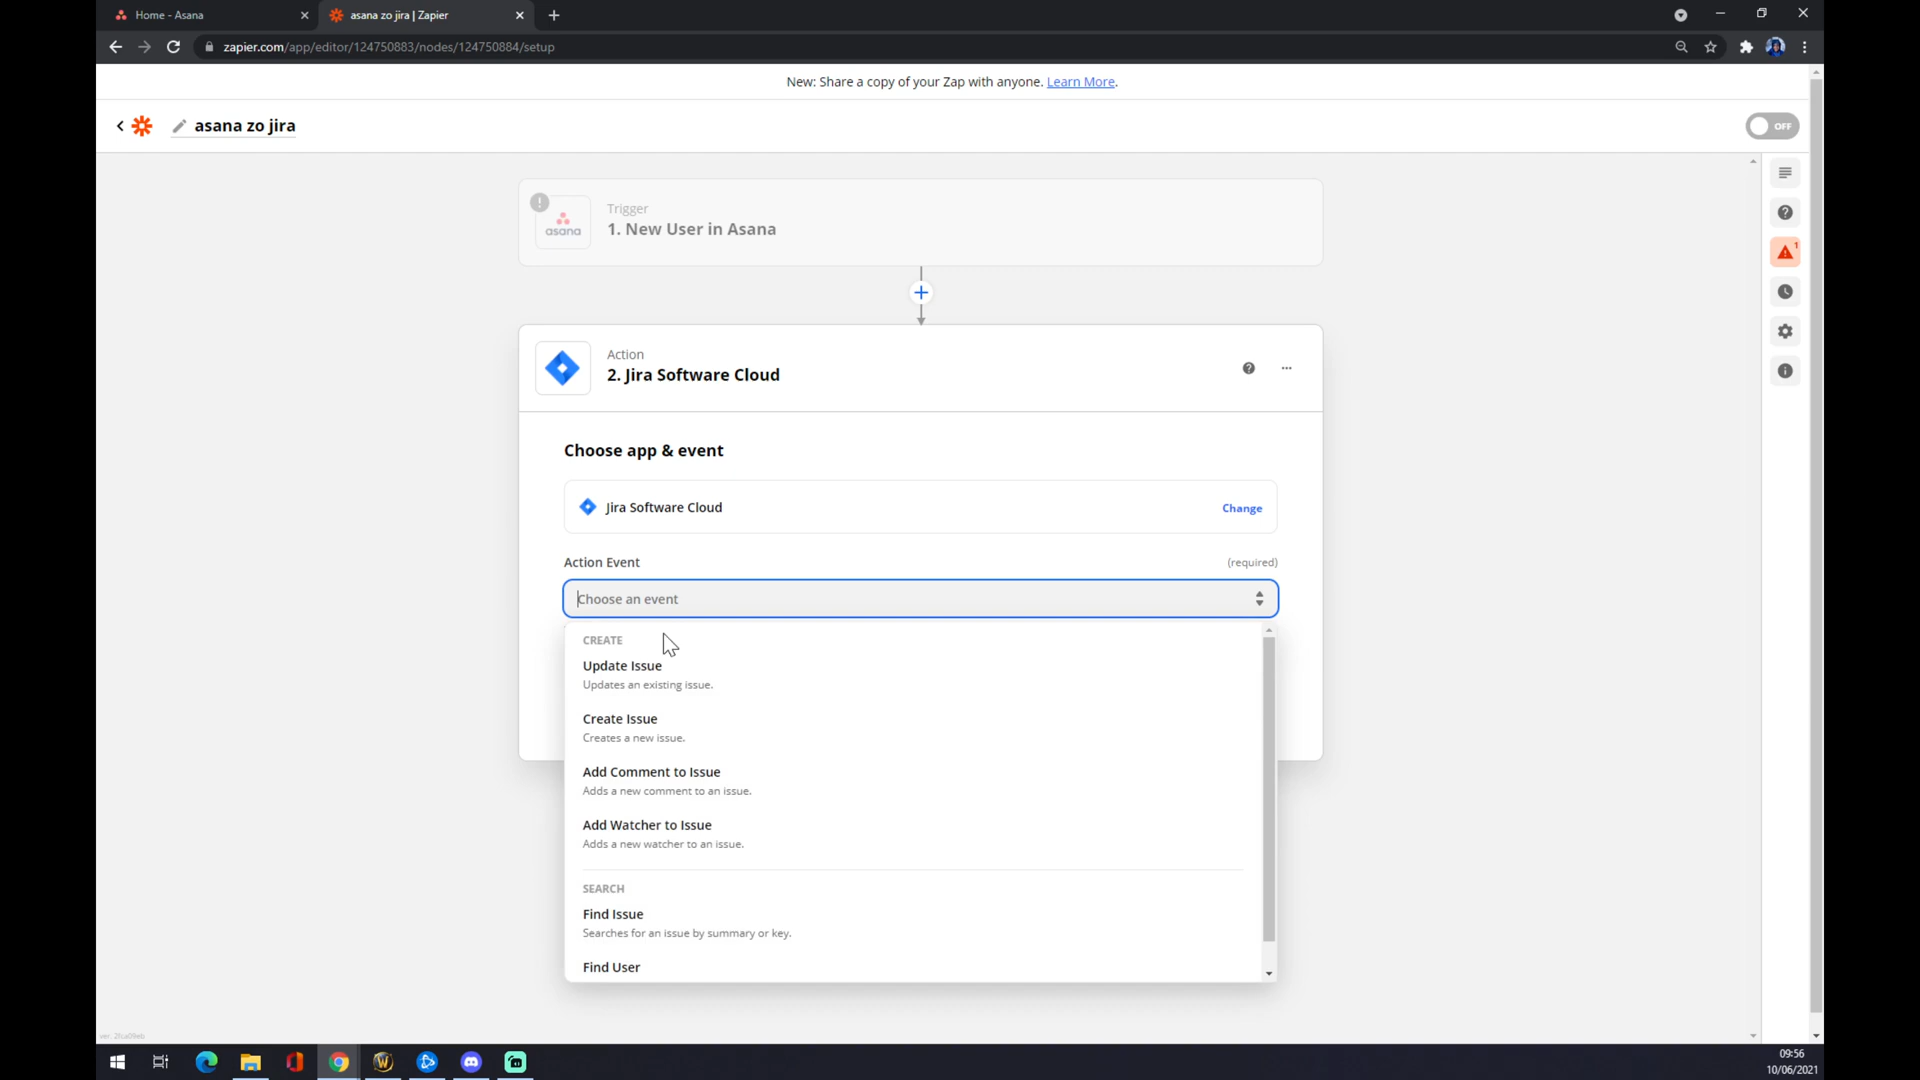 Home - Asana
asana zo jira | Zapier
zapier.com/app/editor/124750883/nodes/124750884/setup
New: Share a copy of your Zap with anyone. Learn More.
asana zo jira
OFF
asana
Trigger
1. New User in Asana
1
Action
2. Jira Software Cloud
Choose app & event
Jira Software Cloud
Change
Action Event
(required)
Choose an event
CREATE
Update Issue
Updates an existing issue.
Create Issue
Creates a new issue.
Add Comment to Issue
Adds a new comment to an issue.
Add Watcher to Issue
Adds a new watcher to an issue.
SEARCH
Find Issue
Searches for an issue by summary or key.
Find User
09:56
10/06/2021